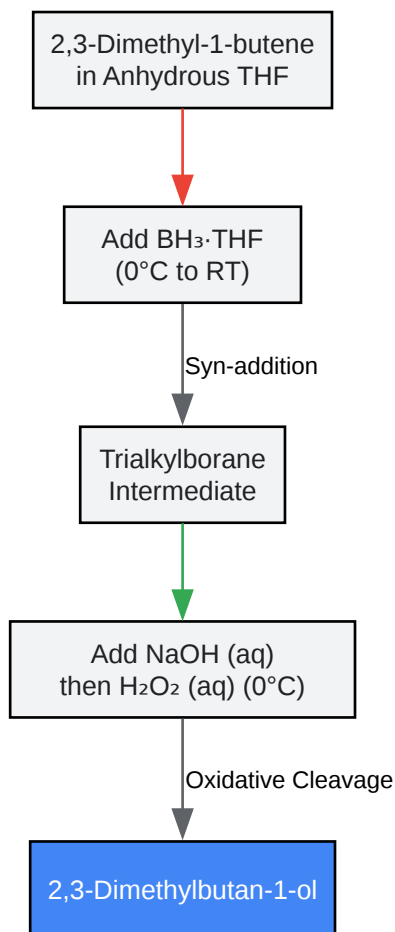 2,3-Dimethyl-1-butene
in Anhydrous THF
Add BH₃·THF
(0°C to RT)
Syn-addition
Trialkylborane
Intermediate
Add NaOH (aq)
then H₂O₂ (aq) (0°C)
Oxidative Cleavage
2,3-Dimethylbutan-1-ol